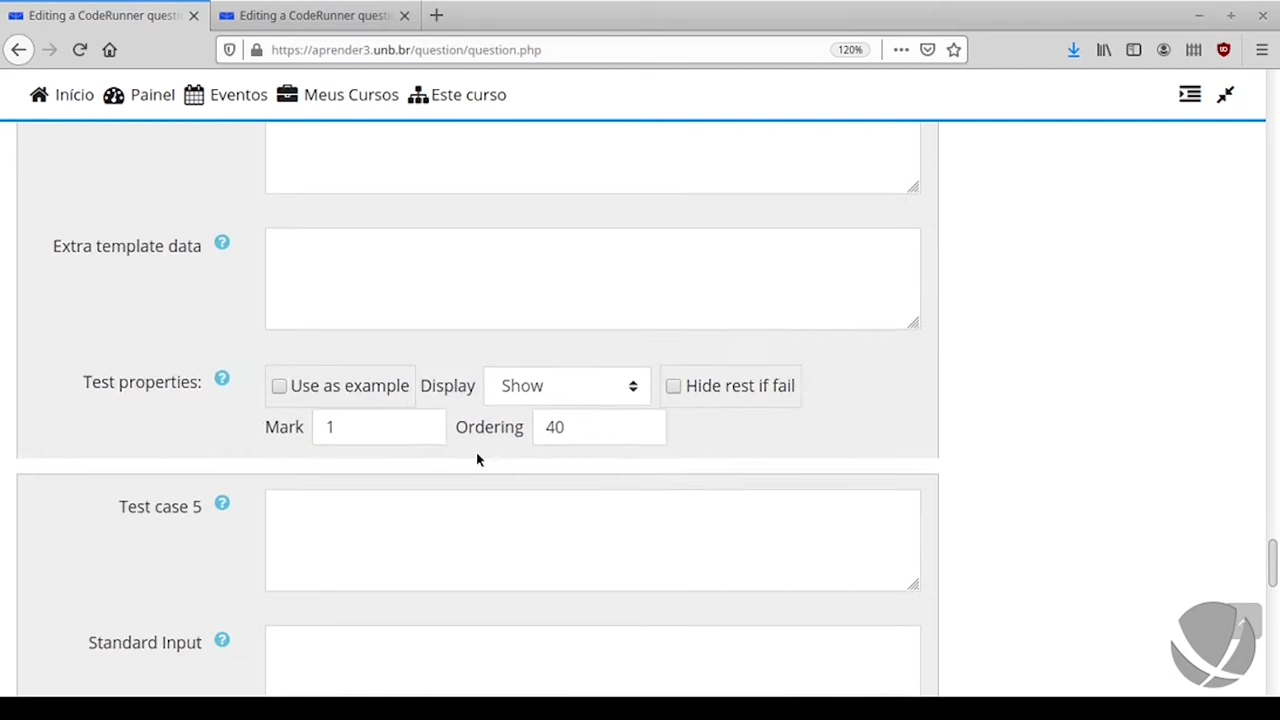 Editing a CodeRunner questi
Editing a CodeRunner questi
https://aprender3.unb.br/question/question.php
120%
Início Painel Eventos Meus Cursos Este curso
Extra template data
Test properties: Use as example Display Show Hide rest if fail
Mark 1 Ordering 40
Test case 5
Standard Input